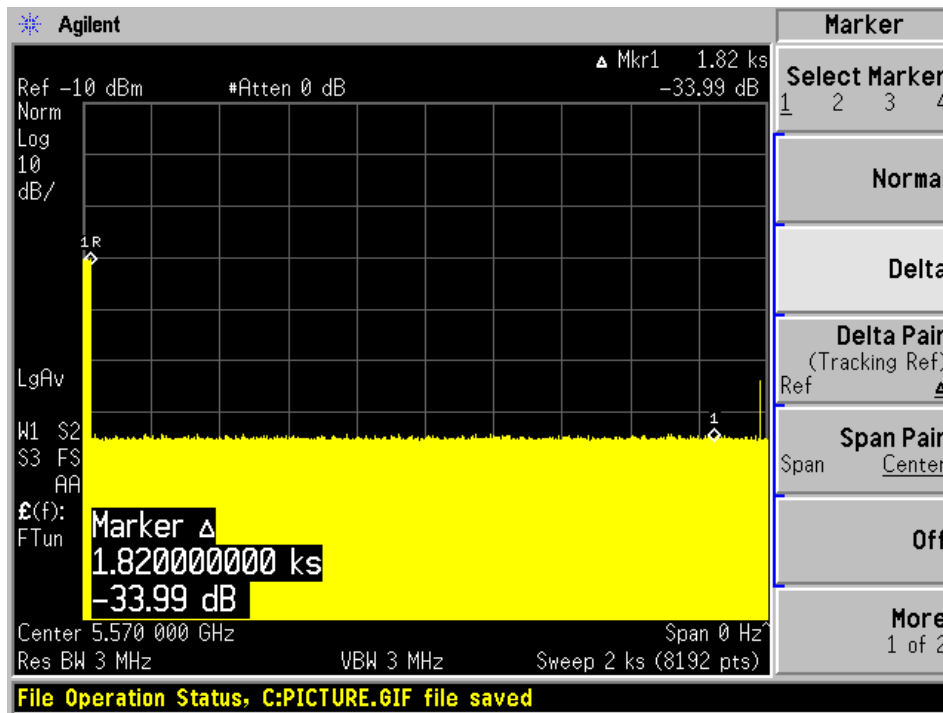 Agilent
Marker
Δ Mkr1 1.82 ks
Ref -10 dBm #Atten 0 dB -33.99 dB
Norm
Log
10
dB/
1R
LgAv
1
W1 S2
S3 FS
AA
£(f):
FTun
Marker Δ
1.820000000 ks
-33.99 dB
Center 5.570 000 GHz Span 0 Hz^
Res BW 3 MHz VBW 3 MHz Sweep 2 ks (8192 pts)
File Operation Status, C:PICTURE.GIF file saved
Select Marker
1 2 3 4
Norma
Delta
Delta Pair
(Tracking Ref)
Ref Δ
Span Pair
Span Center
Off
More
1 of 2